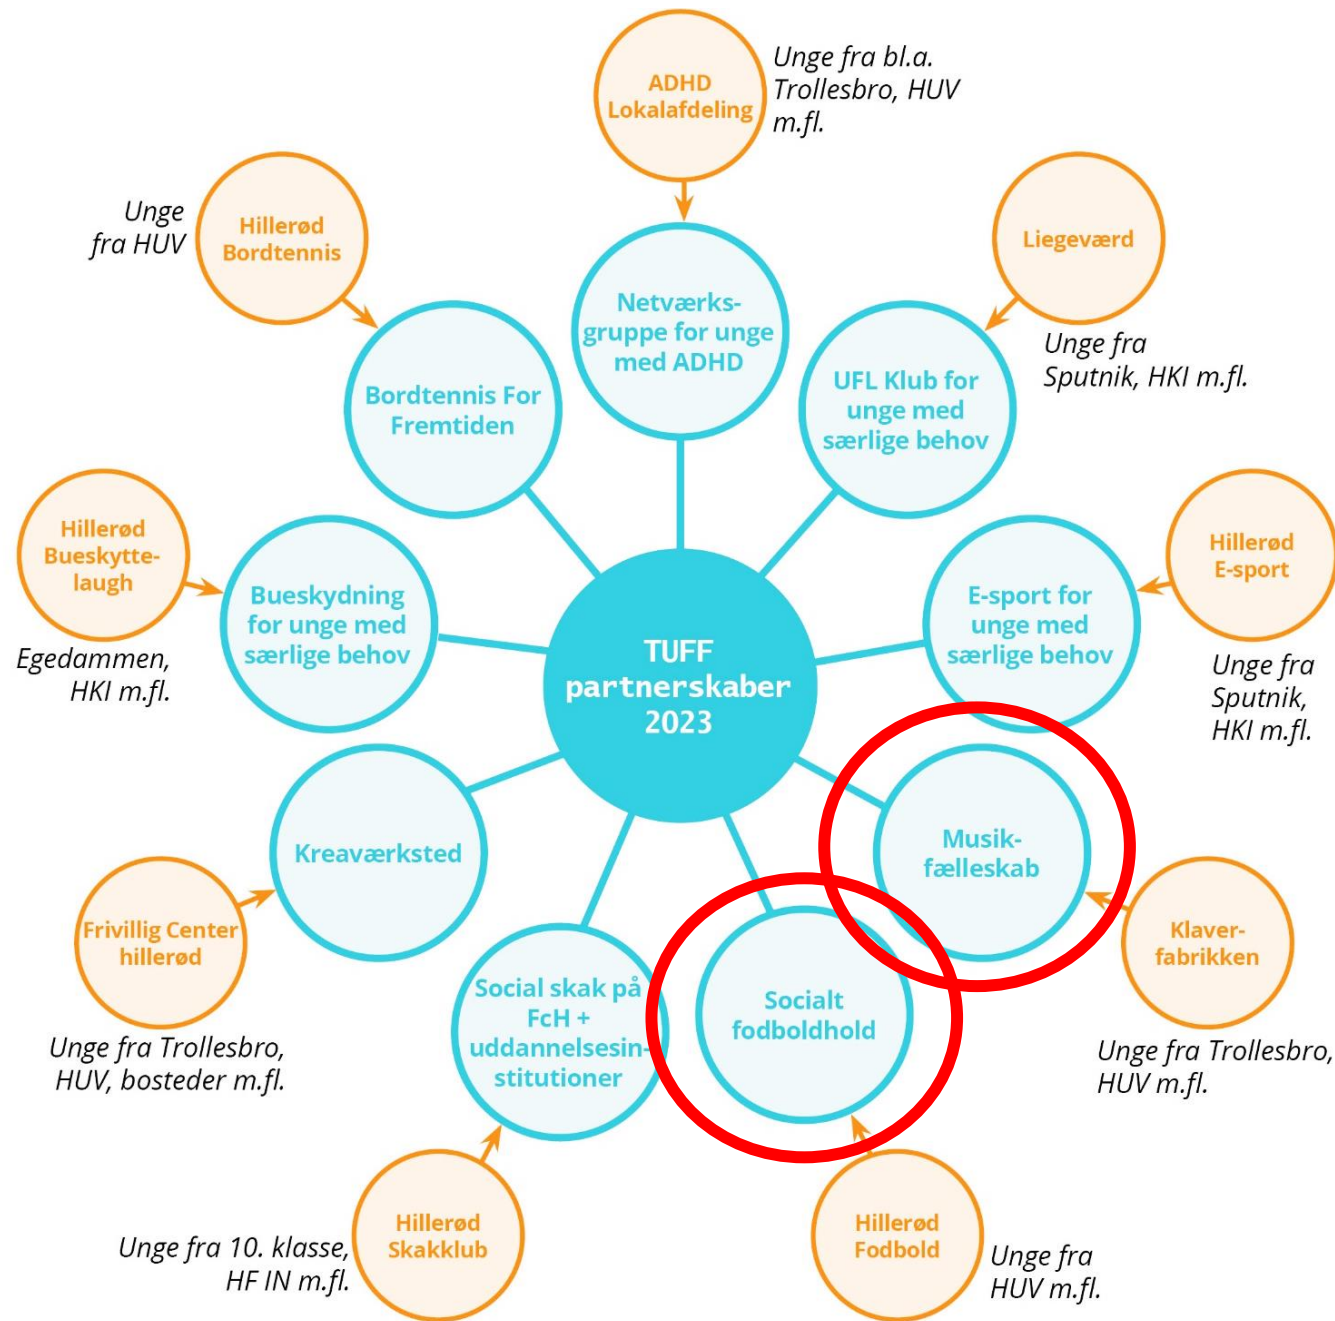 ADHD
Lokalafdeling
Unge fra bl.a.
Trollesbro, HUV
m.fl.
Netværks-
gruppe for unge
med ADHD
Liegeværd
Unge fra
Sputnik, HKI m.fl.
UFL Klub for
unge med
særlige behov
Hillerød
E-sport
Unge fra
Sputnik,
HKI m.fl.
E-sport for
unge med
særlige behov
Musik-
fælleskab
Klaver-
fabrikken
Unge fra Trollesbro,
HUV m.fl.
Socialt
fodboldhold
Hillerød
Fodbold
Unge fra
HUV m.fl.
Social skak på
FcH +
uddannelsesin-
stitutioner
Hillerød
Skakklub
Unge fra 10. klasse,
HF IN m.fl.
Kreaværksted
Frivillig Center
hillerød
Unge fra Trollesbro,
HUV, bosteder m.fl.
Bueskydning
for unge med
særlige behov
Hillerød
Bueskytte-
laugh
Egedammen,
HKI m.fl.
Bordtennis For
Fremtiden
Hillerød
Bordtennis
Unge
fra HUV
TUFF
partnerskaber
2023